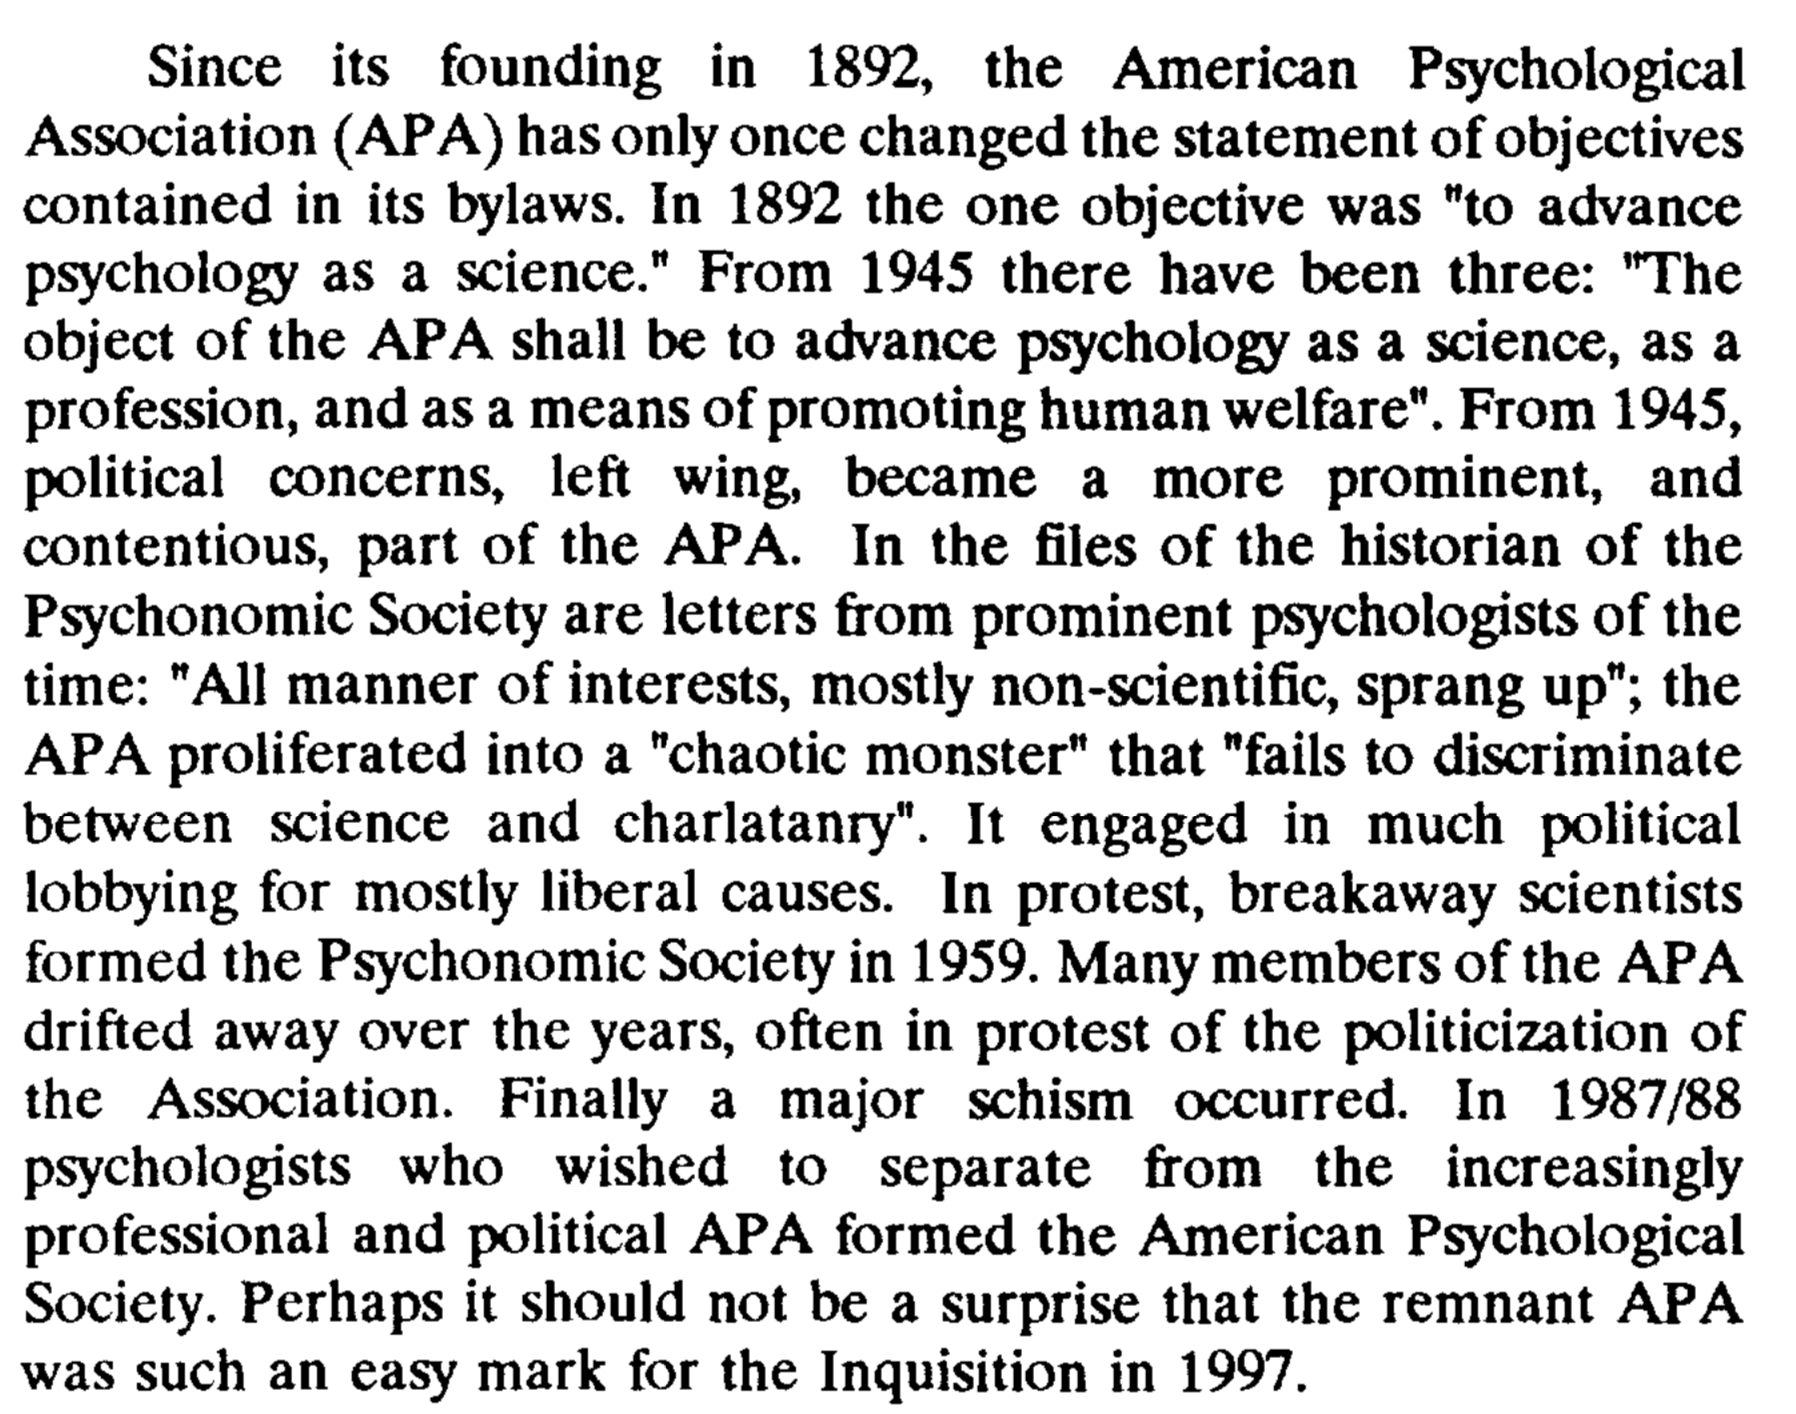 Since its founding in 1892, the American Psychological
Association (APA) has only once changed the statement of objectives
contained in its bylaws. In 1892 the one objective was "to advance
psychology as a science." From 1945 there have been three: "The
object of the APA shall be to advance psychology as a science, as a
profession, and as a means of promoting human welfare". From 1945,
political concerns, left wing, became a more prominent, and
contentious, part of the APA. In the files of the historian of the
Psychonomic Society are letters from prominent psychologists of the
time: "All manner of interests, mostly non-scientific, sprang up"; the
APA proliferated into a "chaotic monster" that "fails to discriminate
between science and charlatanry". It engaged in much political
lobbying for mostly liberal causes. In protest, breakaway scientists
formed the Psychonomic Society in 1959. Many members of the APA
drifted away over the years, often in protest of the politicization of
the Association. Finally a major schism occurred. In 1987/88
psychologists who wished to separate from the increasingly
professional and political APA formed the American Psychological
Society. Perhaps it should not be a surprise that the remnant APA
was such an easy mark for the Inquisition in 1997.